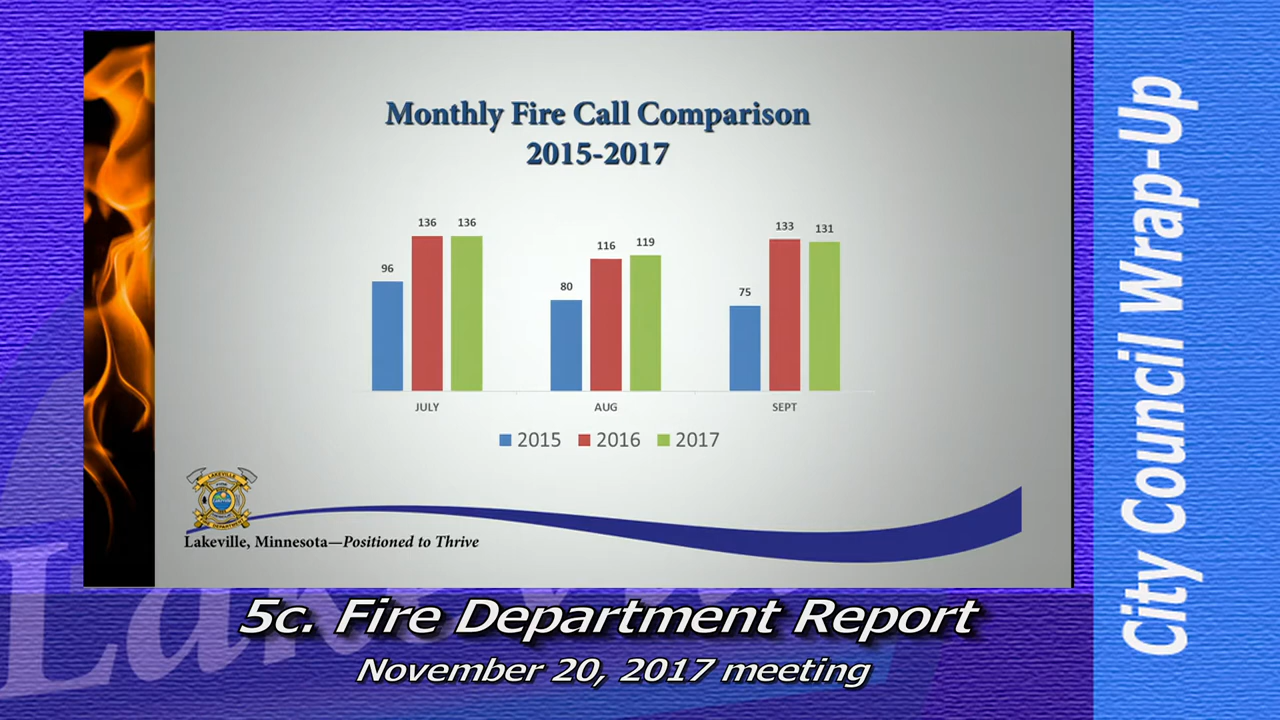 Monthly Fire Call Comparison
2015-2017
96
136
136
80
116
119
75
133
131
JULY
AUG
SEPT
2015
2016
2017
LAKEVILLE
Lakeville, Minnesota—Positioned to Thrive
5c. Fire Department Report
November 20, 2017 meeting
City Council Wrap-Up